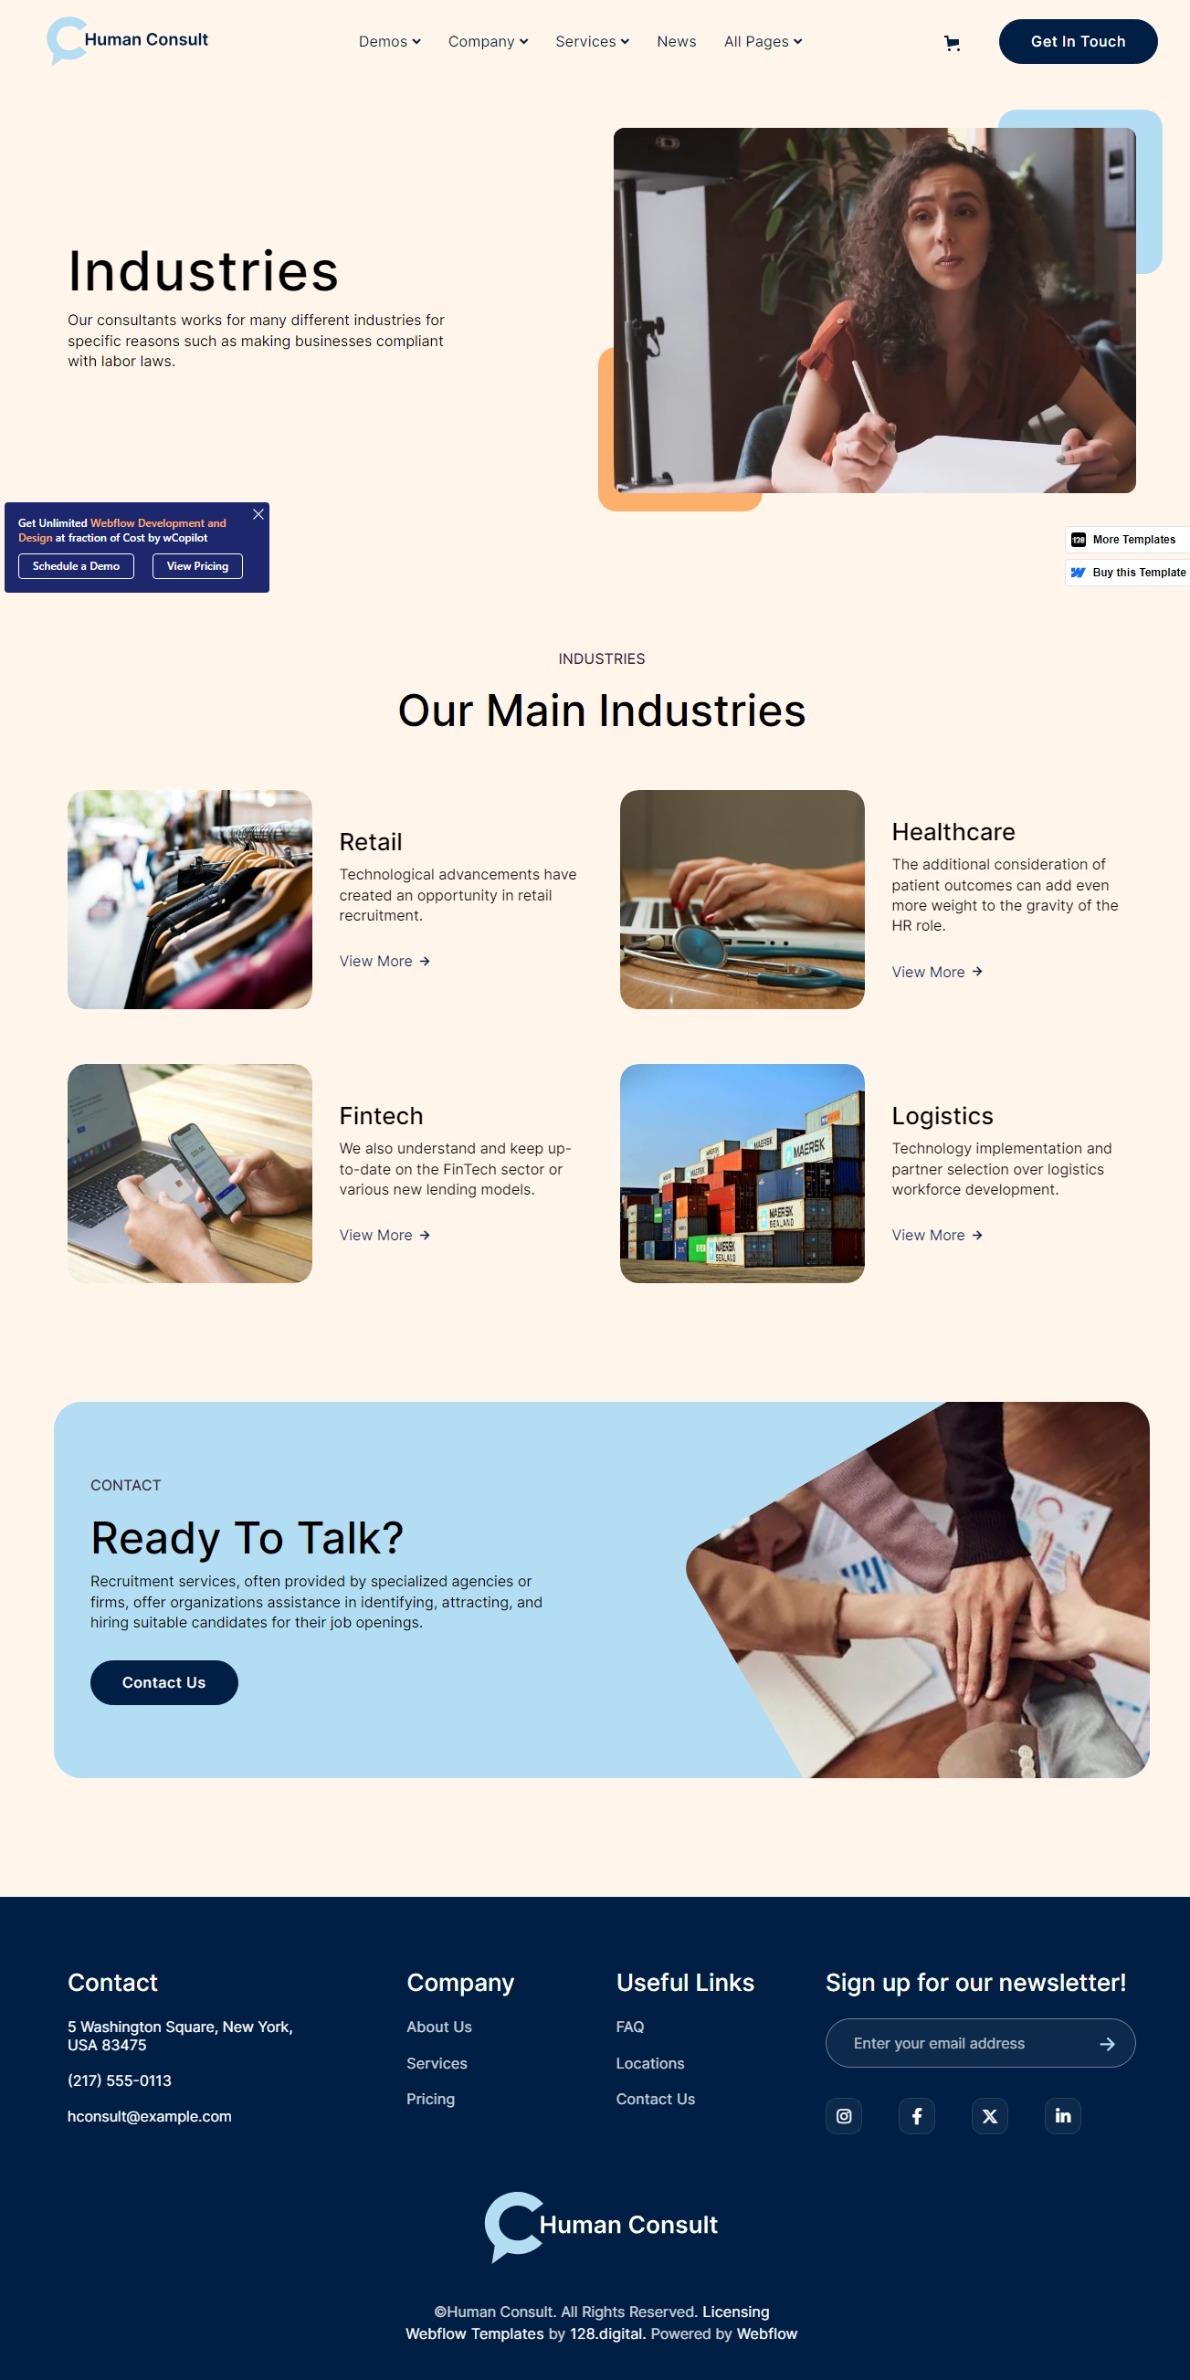 Human Consult
Demos
Company
Services
News
All Pages
Get In Touch
Industries
Our consultants works for many different industries for
specific reasons such as making businesses compliant
with labor laws.
Get Unlimited Webflow Development and
Design at fraction of Cost by wCopilot
Schedule a Demo
View Pricing
128
More Templates
Buy this Template
INDUSTRIES
Our Main Industries
Retail
Technological advancements have
created an opportunity in retail
recruitment.
View More →
Healthcare
The additional consideration of
patient outcomes can add even
more weight to the gravity of the
HR role.
View More →
Fintech
We also understand and keep up-
to-date on the FinTech sector or
various new lending models.
View More →
MAERSK
MAERSK
MAERSK
SEALAND
MAERSK
SEALAND
Logistics
Technology implementation and
partner selection over logistics
workforce development.
View More →
CONTACT
Ready To Talk?
Recruitment services, often provided by specialized agencies or
firms, offer organizations assistance in identifying, attracting, and
hiring suitable candidates for their job openings.
Contact Us
Contact
5 Washington Square, New York,
USA 83475
(217) 555-0113
hconsult@example.com
Company
About Us
Services
Pricing
Useful Links
FAQ
Locations
Contact Us
Sign up for our newsletter!
Enter your email address →
Human Consult
©Human Consult. All Rights Reserved. Licensing
Webflow Templates by 128.digital. Powered by Webflow